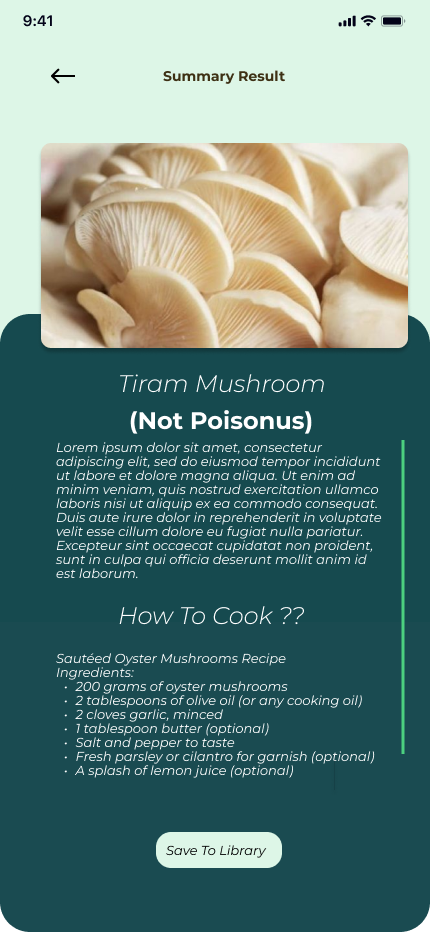 9:41
Summary Result
Tiram Mushroom
(Not Poisonus)
Lorem ipsum dolor sit amet, consectetur
adipiscing elit, sed do eiusmod tempor incididunt
ut labore et dolore magna aliqua. Ut enim ad
minim veniam, quis nostrud exercitation ullamco
laboris nisi ut aliquip ex ea commodo consequat.
Duis aute irure dolor in reprehenderit in voluptate
velit esse cillum dolore eu fugiat nulla pariatur.
Excepteur sint occaecat cupidatat non proident,
sunt in culpa qui officia deserunt mollit anim id
est laborum.
How To Cook ??
Sautéed Oyster Mushrooms Recipe
Ingredients:
• 200 grams of oyster mushrooms
• 2 tablespoons of olive oil (or any cooking oil)
• 2 cloves garlic, minced
• 1 tablespoon butter (optional)
• Salt and pepper to taste
• Fresh parsley or cilantro for garnish (optional)
• A splash of lemon juice (optional)
Save To Library